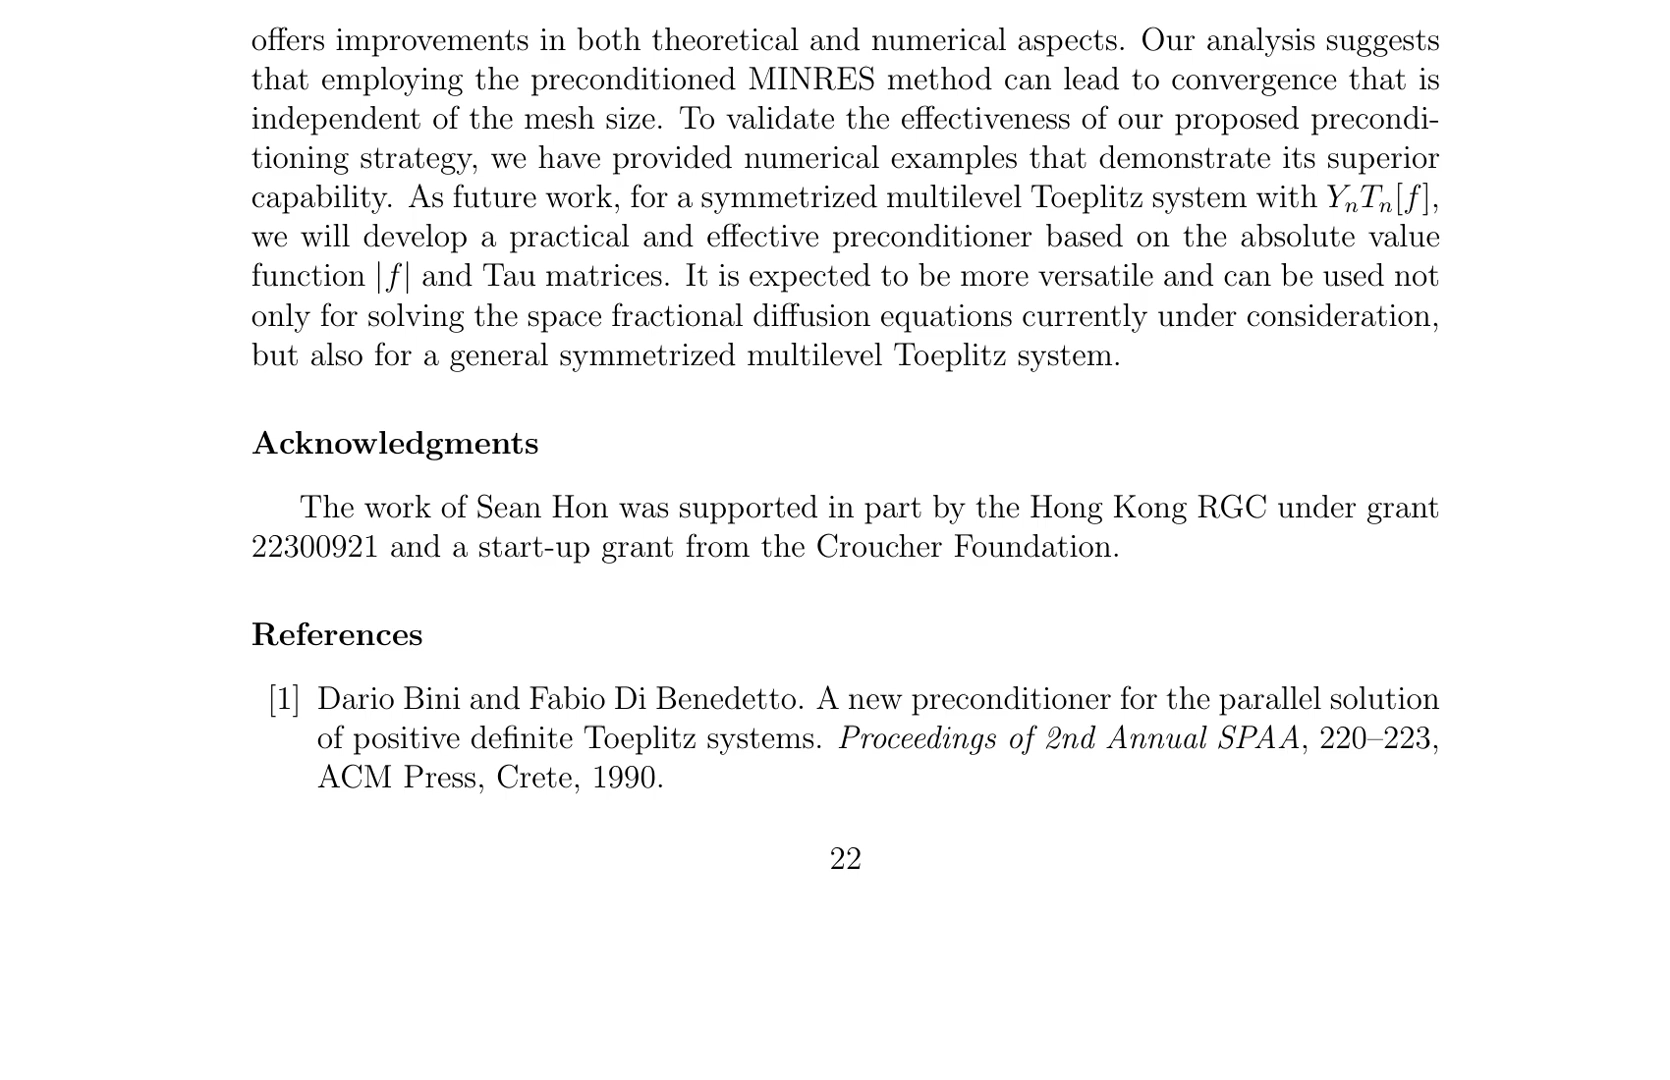 offers improvements in both theoretical and numerical aspects. Our analysis suggests
that employing the preconditioned MINRES method can lead to convergence that is
independent of the mesh size. To validate the effectiveness of our proposed precondi-
tioning strategy, we have provided numerical examples that demonstrate its superior
capability. As future work, for a symmetrized multilevel Toeplitz system with $Y_nT_n[f]$,
we will develop a practical and effective preconditioner based on the absolute value
function $|f|$ and Tau matrices. It is expected to be more versatile and can be used not
only for solving the space fractional diffusion equations currently under consideration,
but also for a general symmetrized multilevel Toeplitz system.
Acknowledgments
The work of Sean Hon was supported in part by the Hong Kong RGC under grant
22300921 and a start-up grant from the Croucher Foundation.
References
[1] Dario Bini and Fabio Di Benedetto. A new preconditioner for the parallel solution
of positive definite Toeplitz systems. Proceedings of 2nd Annual SPAA, 220–223,
ACM Press, Crete, 1990.
22